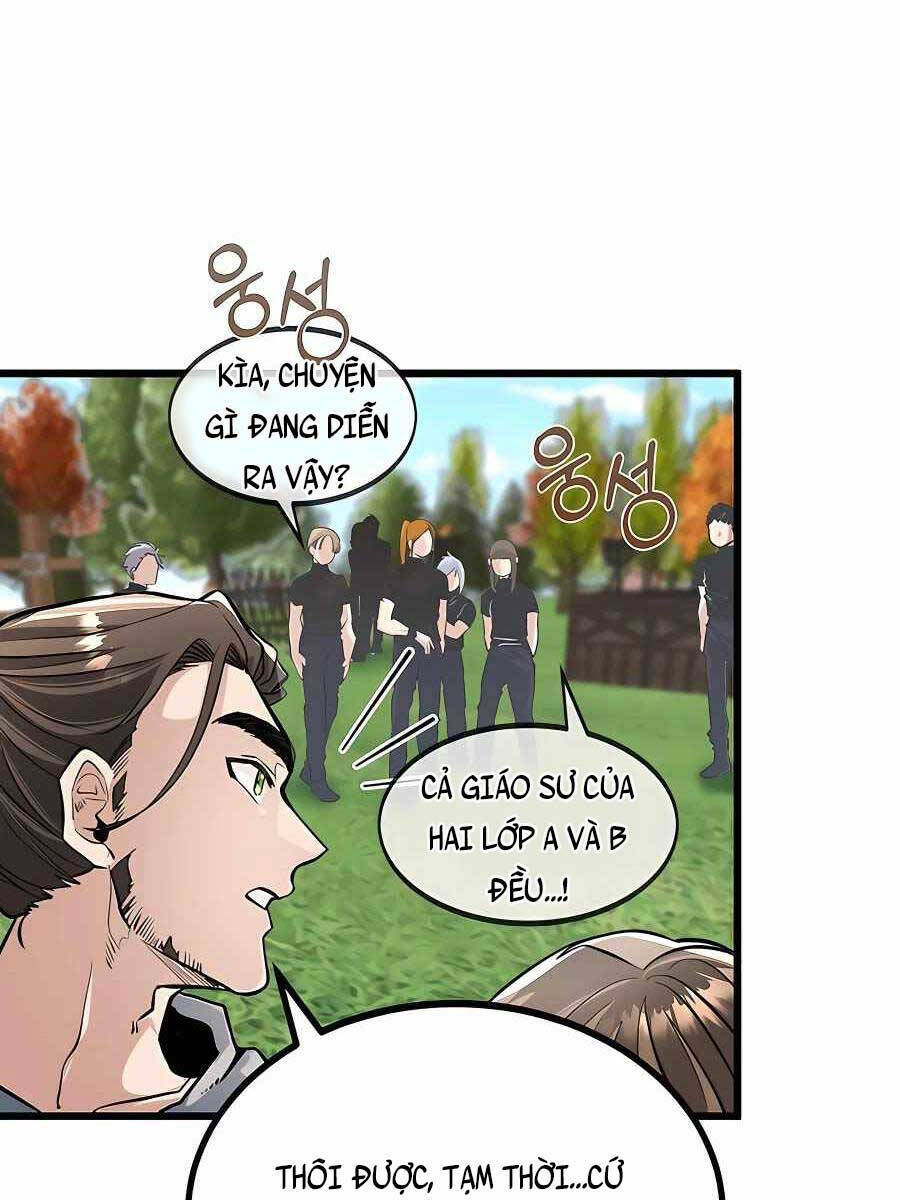 웅성
KÌA, CHUYỆN
GÌ ĐANG DIỄN
RA VẬY?
웅성
CẢ GIÁO SƯ CỦA
HAI LỚP A VÀ B
ĐỀU...!
THÔI ĐƯỢC, TẠM THỜI...CỨ